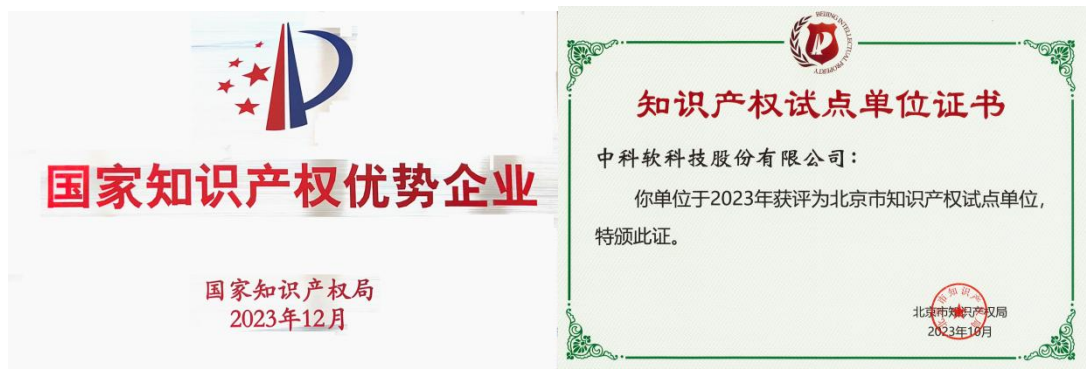 国家知识产权优势企业
国家知识产权局
2023年12月
BEIJING INTELLECTUAL PROPERTY
知识产权试点单位证书
中科软科技股份有限公司：
你单位于2023年获评为北京市知识产权试点单位，
特颁此证。
北京市知识产权局
2023年10月